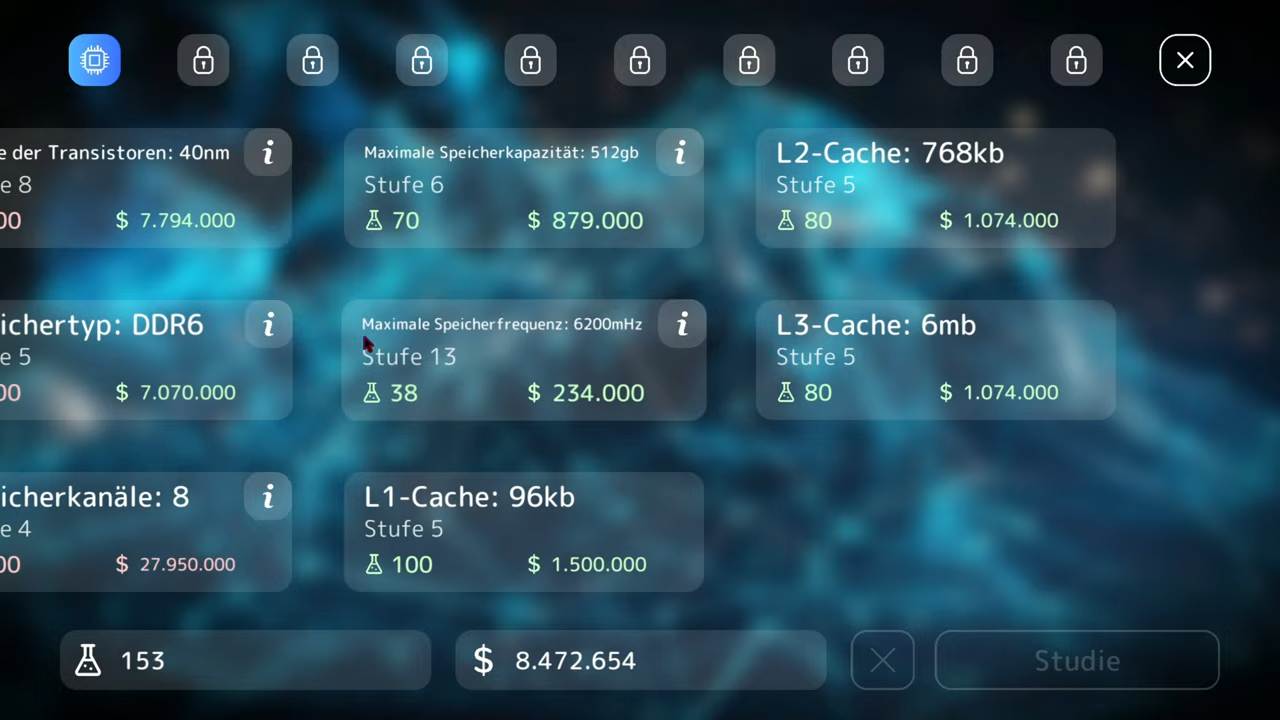 e der Transistoren: 40nm
e 8
00
$ 7.794.000
Maximale Speicherkapazität: 512gb
Stufe 6
70
$ 879.000
L2-Cache: 768kb
Stufe 5
80
$ 1.074.000
ichertyp: DDR6
e 5
00
$ 7.070.000
Maximale Speicherfrequenz: 6200mHz
Stufe 13
38
$ 234.000
L3-Cache: 6mb
Stufe 5
80
$ 1.074.000
icherkanäle: 8
e 4
00
$ 27.950.000
L1-Cache: 96kb
Stufe 5
100
$ 1.500.000
153
$ 8.472.654
Studie